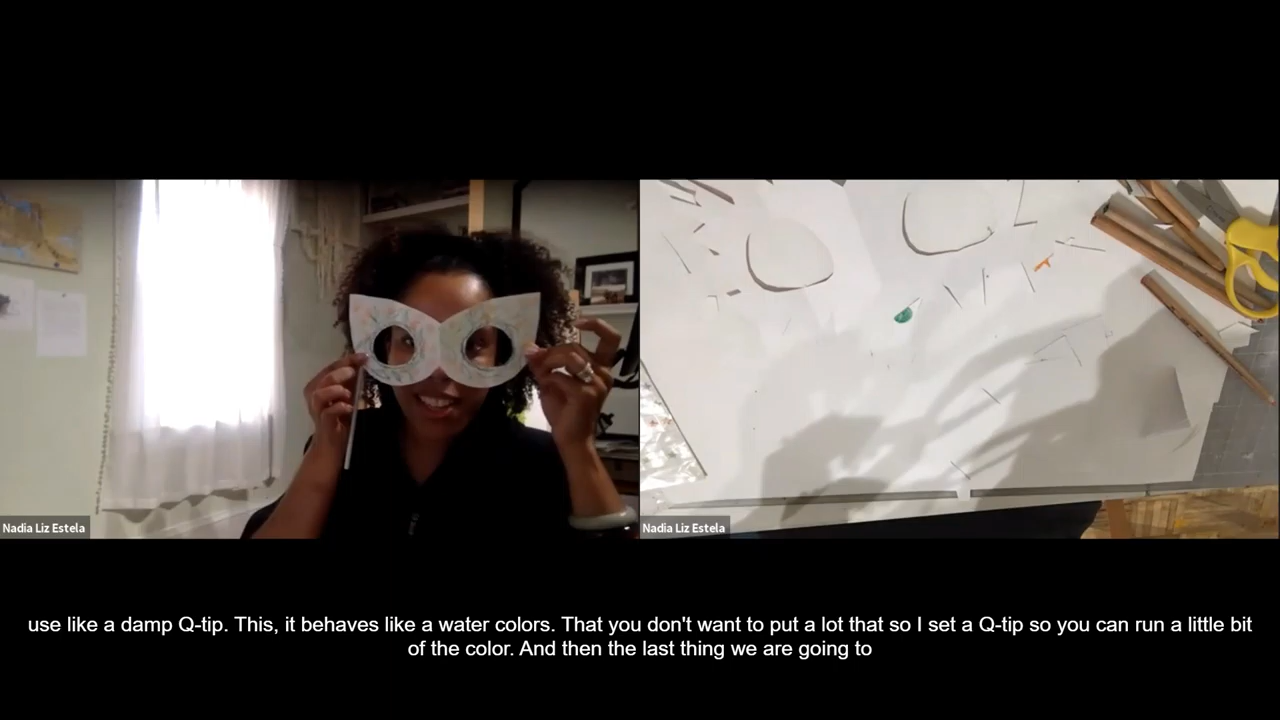 Nadia Liz Estela
Nadia Liz Estela
use like a damp Q-tip. This, it behaves like a water colors. That you don't want to put a lot that so I set a Q-tip so you can run a little bit
of the color. And then the last thing we are going to